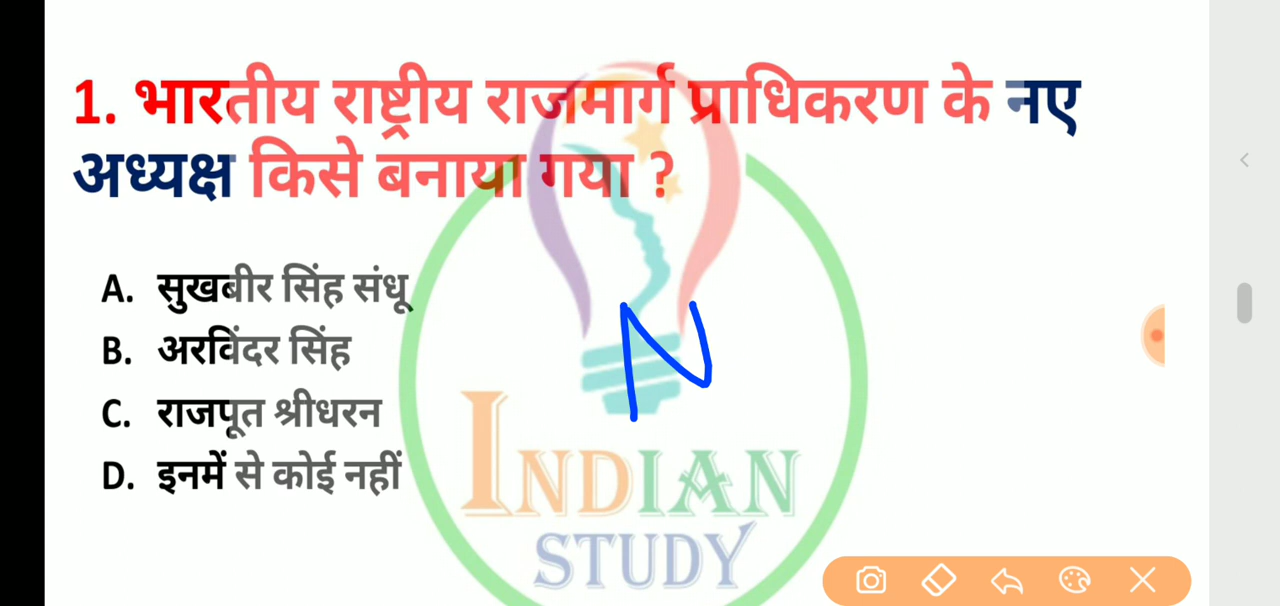 1. भारतीय राष्ट्रीय राजमार्ग प्राधिकरण के नए
अध्यक्ष किसे बनाया गया ?
A. सुखबीर सिंह संधू
B. अरविंदर सिंह
C. राजपूत श्रीधरन
D. इनमें से कोई नहीं
N
INDIAN
STUDY